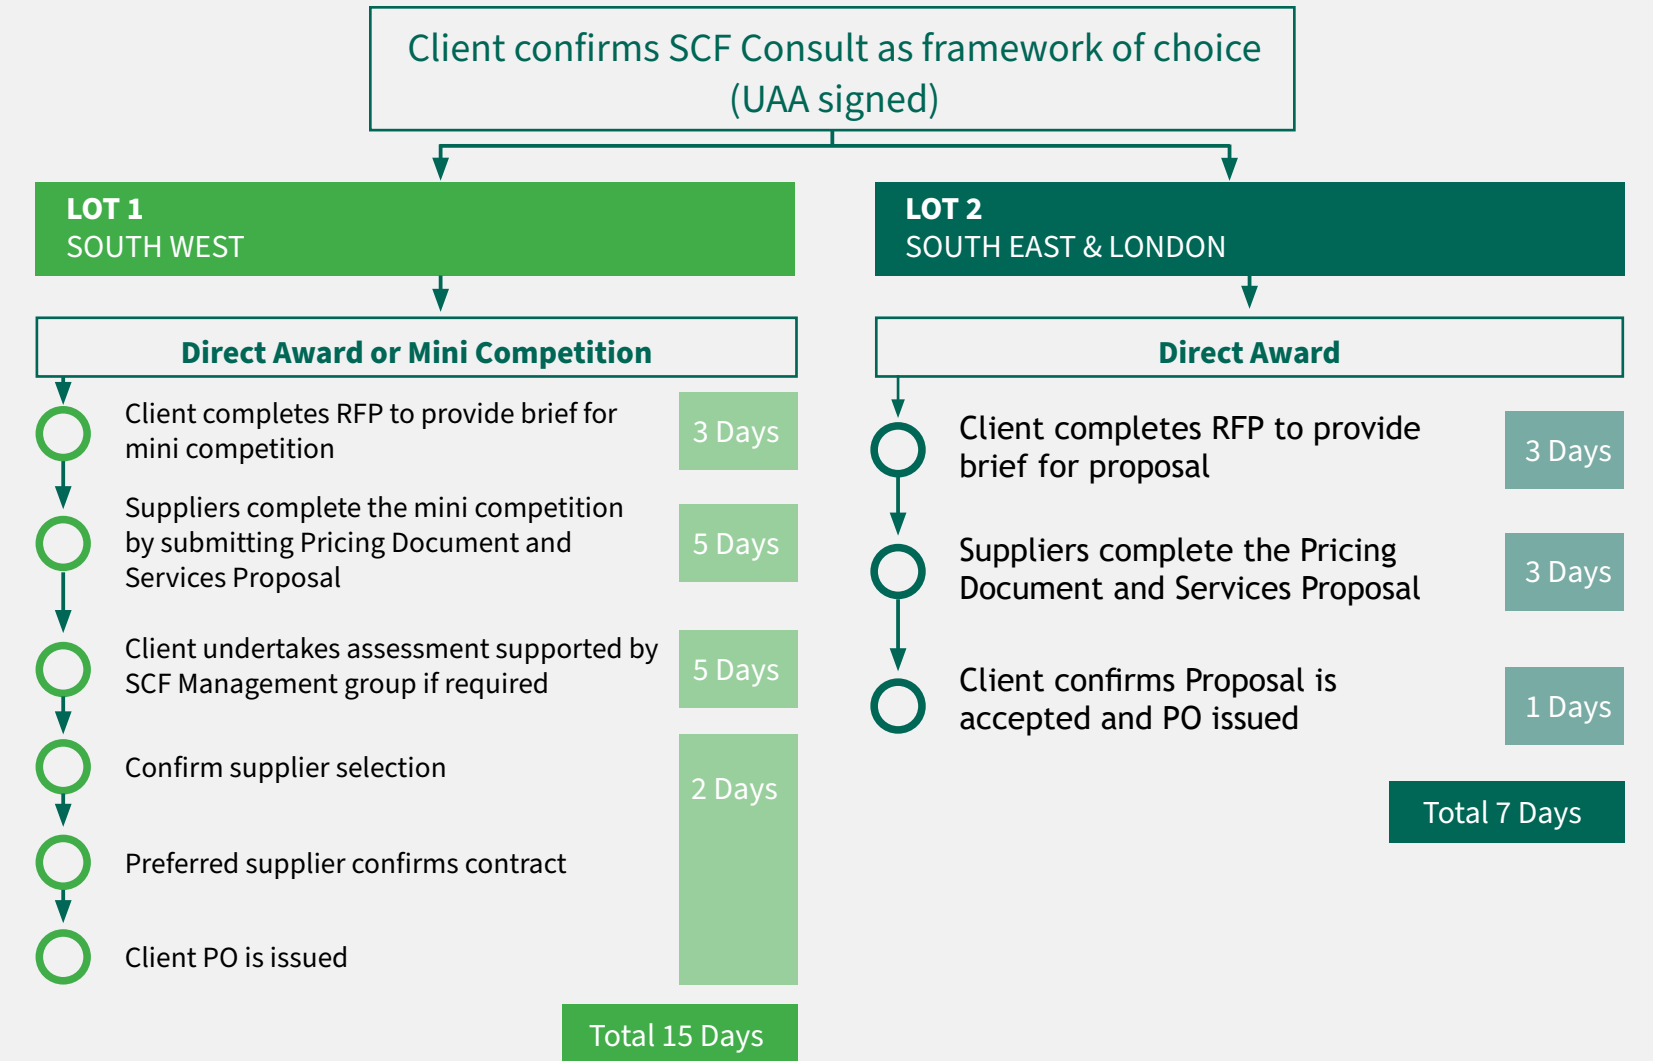 Client confirms SCF Consult as framework of choice
(UAA signed)
LOT 1
SOUTH WEST
Direct Award or Mini Competition
Client completes RFP to provide brief for
mini competition
3 Days
Suppliers complete the mini competition
by submitting Pricing Document and
Services Proposal
5 Days
Client undertakes assessment supported by
SCF Management group if required
5 Days
Confirm supplier selection
2 Days
Preferred supplier confirms contract
Client PO is issued
Total 15 Days
LOT 2
SOUTH EAST & LONDON
Direct Award
Client completes RFP to provide
brief for proposal
3 Days
Suppliers complete the Pricing
Document and Services Proposal
3 Days
Client confirms Proposal is
accepted and PO issued
1 Days
Total 7 Days